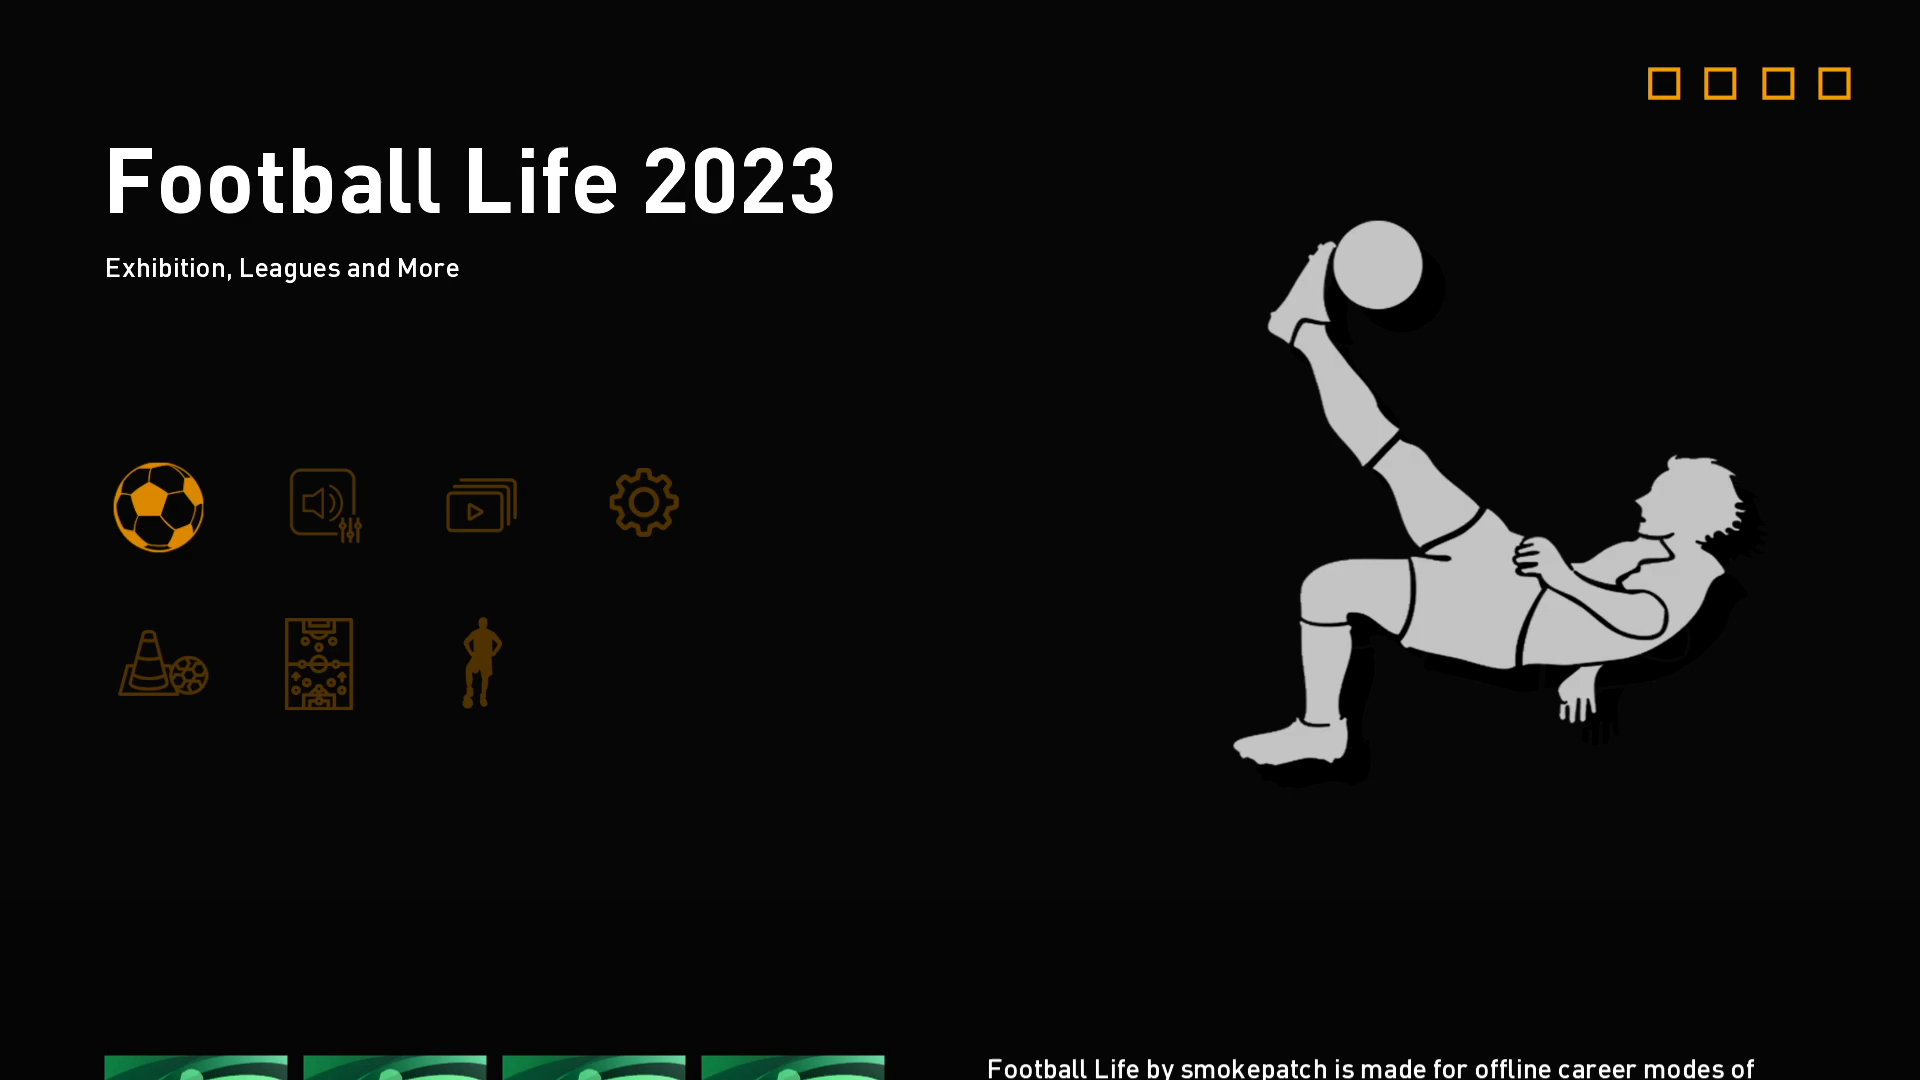 Football Life 2023
Exhibition, Leagues and More
Football Life by smokepatch is made for offline career modes of